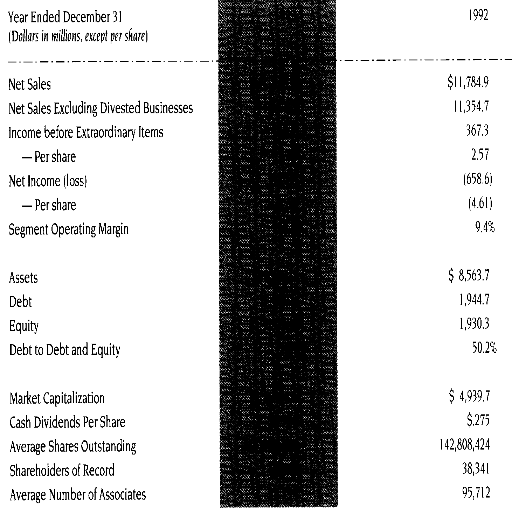 Year Ended December 31 1992
(Dollars in millions, except per share)
Net Sales $11,784.9
Net Sales Excluding Divested Businesses 11,354.7
Income before Extraordinary Items 367.3
— Per share 2.57
Net Income (loss) (658.6)
— Per share (4.61)
Segment Operating Margin 9.4%
Assets $ 8,563.7
Debt 1,944.7
Equity 1,930.3
Debt to Debt and Equity 50.2%
Market Capitalization $ 4,939.7
Cash Dividends Per Share $.275
Average Shares Outstanding 142,808,424
Shareholders of Record 38,341
Average Number of Associates 95,712